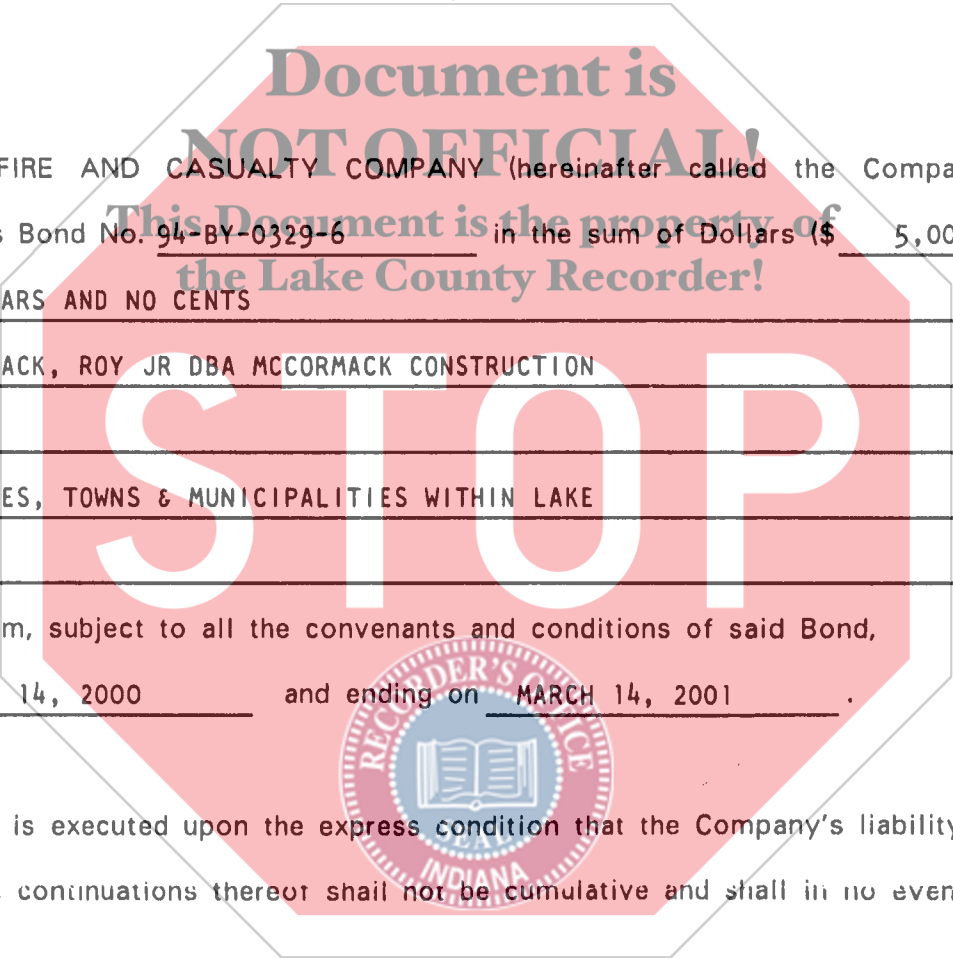 Document is
NOT OFFICIAL!
FIRE AND CASUALTY COMPANY (hereinafter called the Compa
This Document is the property of
s Bond No. 94-BY-0329-6 in the sum of Dollars ($ 5,00
the Lake County Recorder!
ARS AND NO CENTS
ACK, ROY JR DBA MCCORMACK CONSTRUCTION
STOP
ES, TOWNS & MUNICIPALITIES WITHIN LAKE
m, subject to all the convenants and conditions of said Bond,
14, 2000 and ending on MARCH 14, 2001 .
RECORDER'S OFFICE
SEAL
INDIANA
is executed upon the express condition that the Company's liability
continuations thereof shall not be cumulative and shall in no even